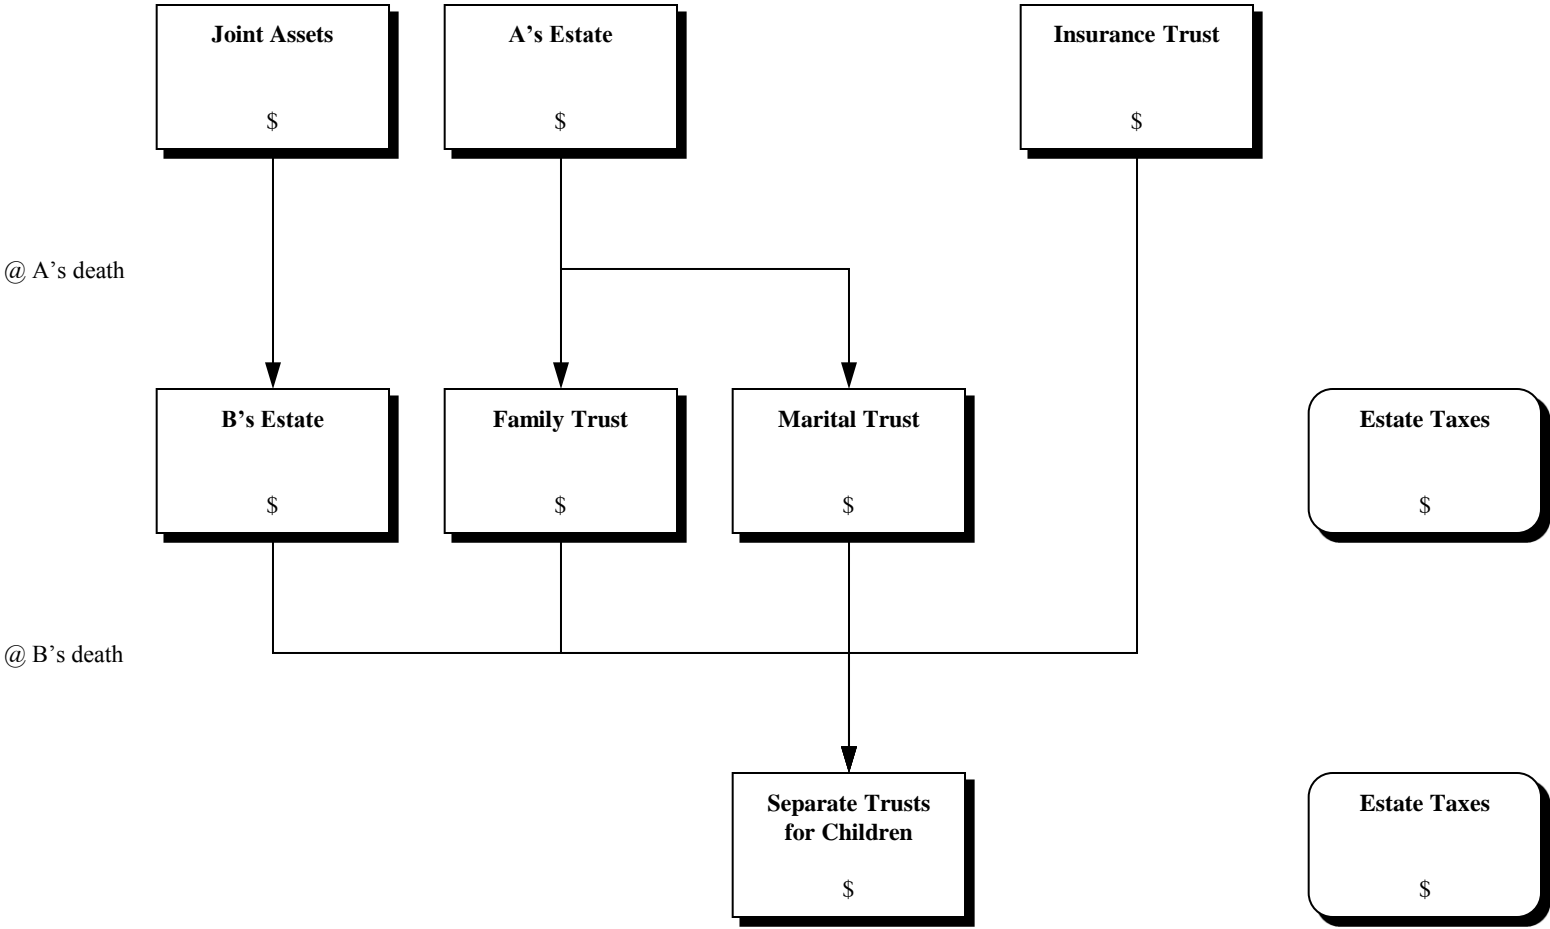 Joint Assets
$
A’s Estate
$
Insurance Trust
$
@ A’s death
B’s Estate
$
Family Trust
$
Marital Trust
$
Estate Taxes
$
@ B’s death
Separate Trusts
for Children
$
Estate Taxes
$